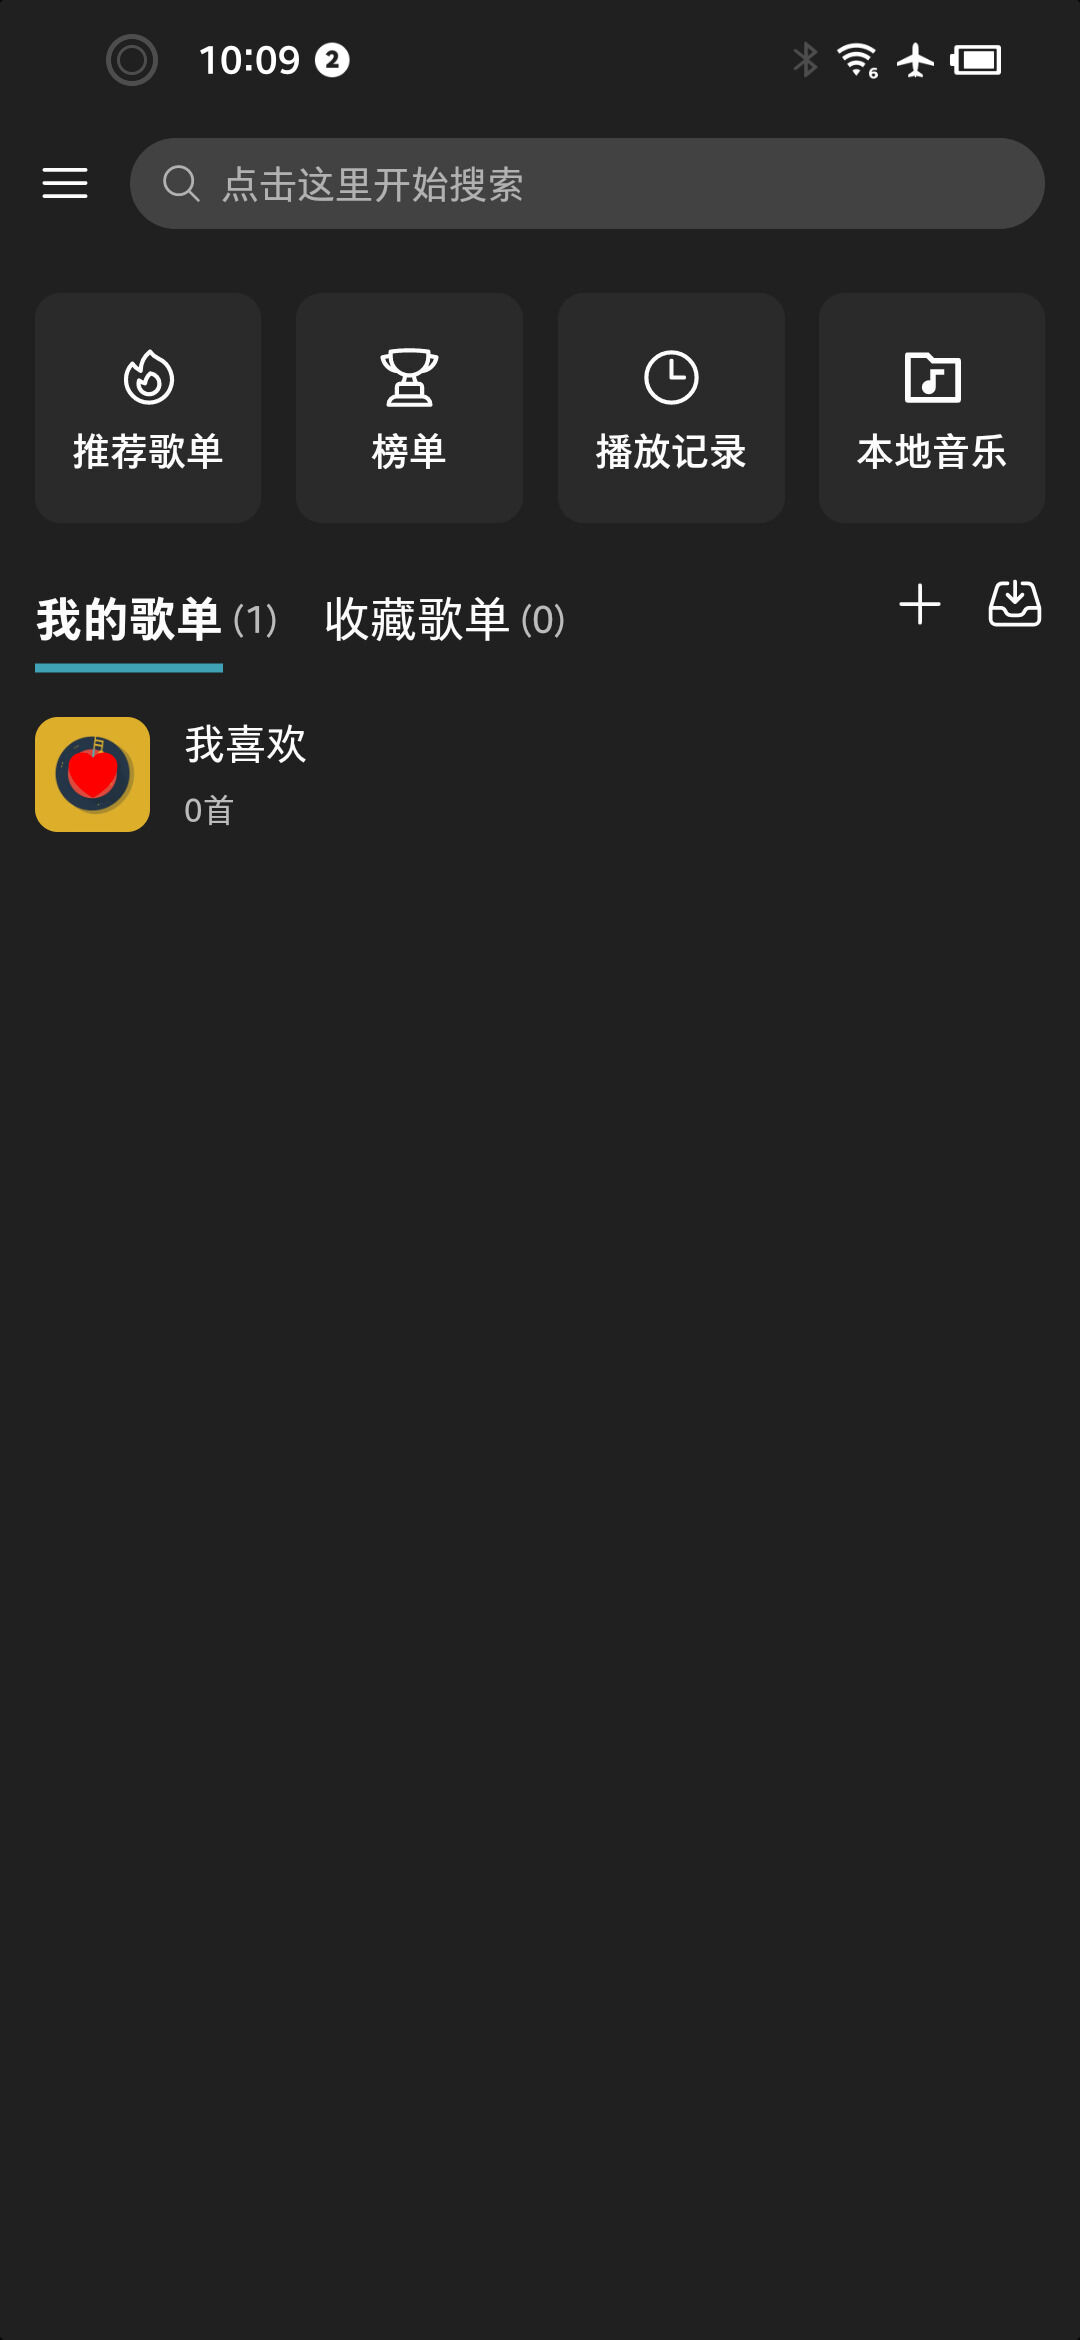 10:09 2
6
点击这里开始搜索
推荐歌单 榜单 播放记录 本地音乐
我的歌单 (1) 收藏歌单 (0)
我喜欢
0首